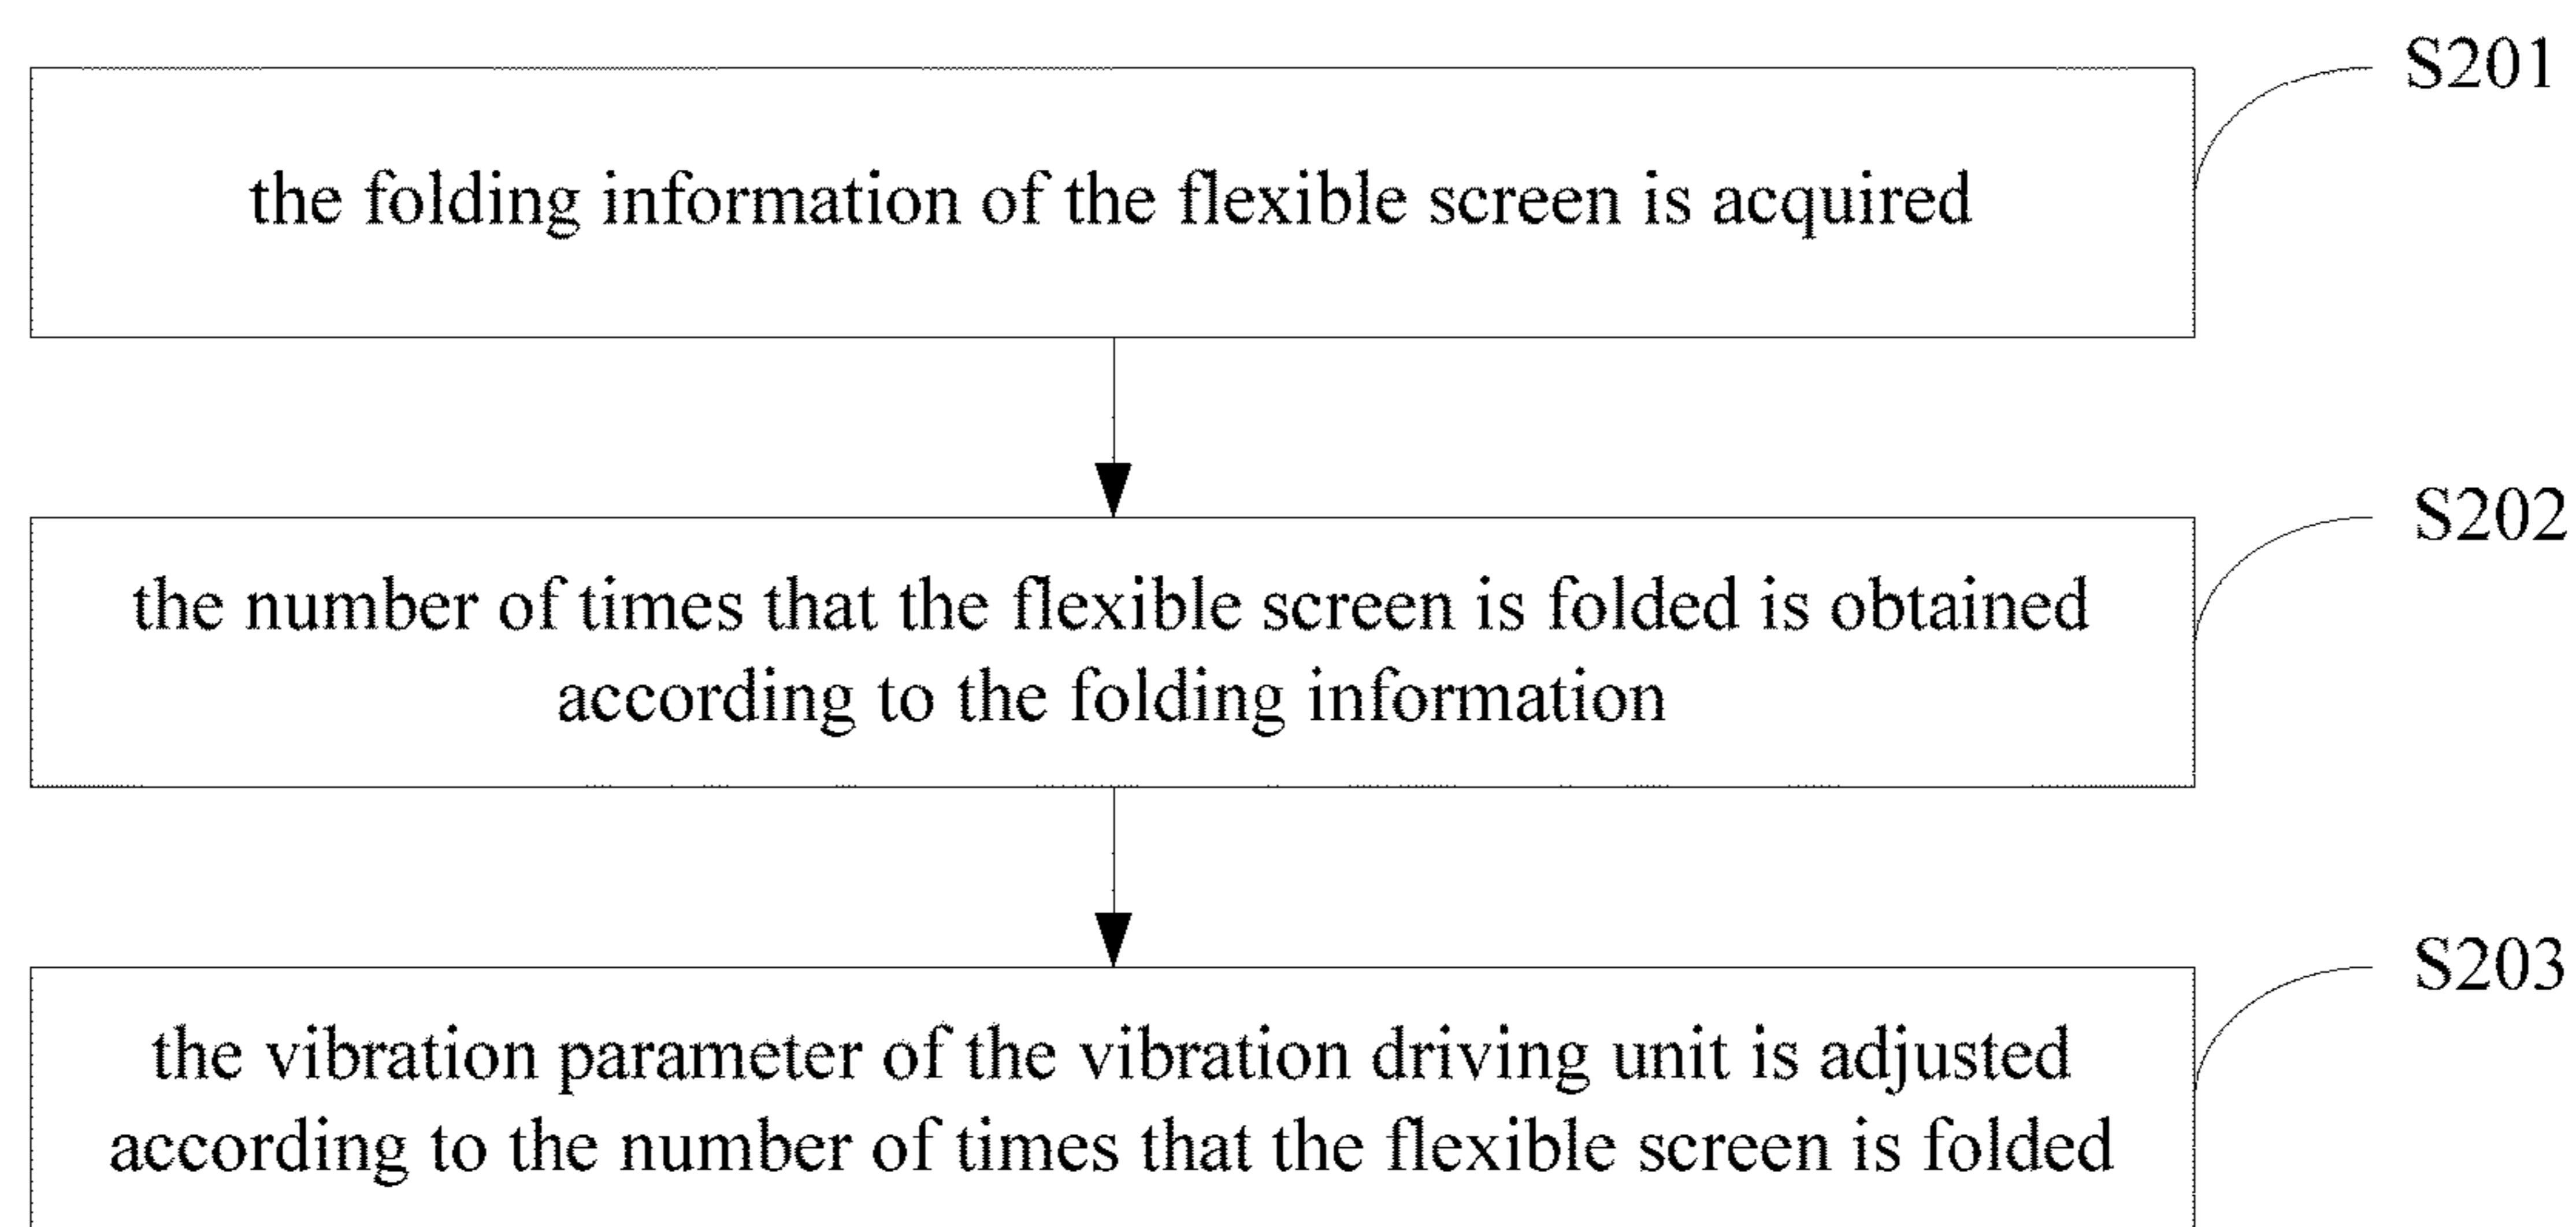 S201
the folding information of the flexible screen is acquired
S202
the number of times that the flexible screen is folded is obtained
according to the folding information
S203
the vibration parameter of the vibration driving unit is adjusted
according to the number of times that the flexible screen is folded